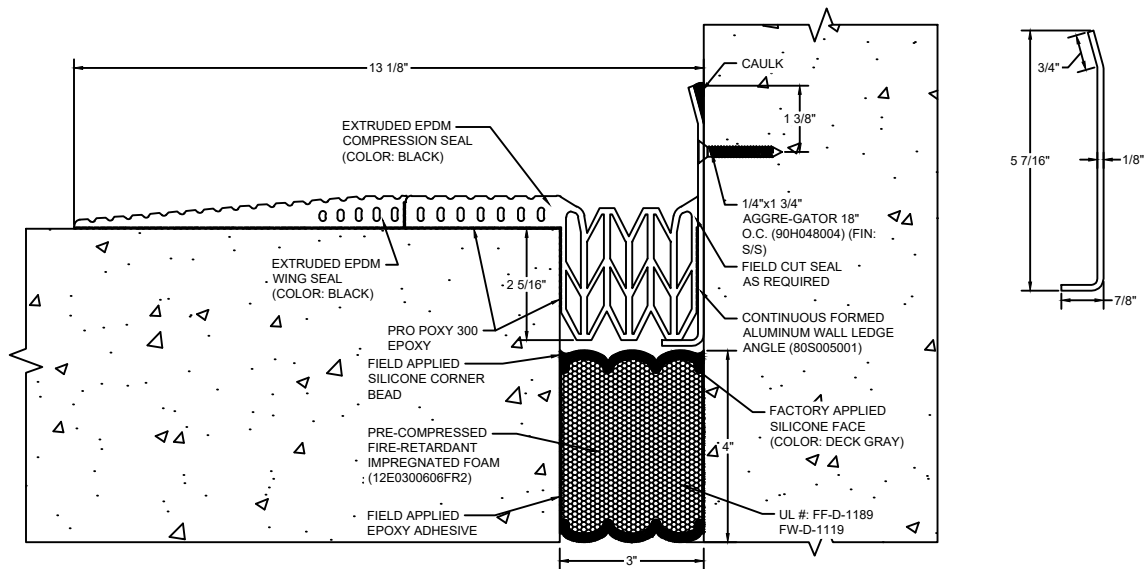 13 1/8"
CAULK
1 3/8"
3/4"
5 7/16"
1/8"
7/8"
EXTRUDED EPDM
COMPRESSION SEAL
(COLOR: BLACK)
1/4"x1 3/4"
AGGRE-GATOR 18"
O.C. (90H048004) (FIN:
S/S)
EXTRUDED EPDM
WING SEAL
(COLOR: BLACK)
2 5/16"
FIELD CUT SEAL
AS REQUIRED
PRO POXY 300
EPOXY
CONTINUOUS FORMED
ALUMINUM WALL LEDGE
ANGLE (80S005001)
FIELD APPLIED
SILICONE CORNER
BEAD
FACTORY APPLIED
SILICONE FACE
(COLOR: DECK GRAY)
PRE-COMPRESSED
FIRE-RETARDANT
IMPREGNATED FOAM
(12E0300606FR2)
4"
FIELD APPLIED
EPOXY ADHESIVE
UL #: FF-D-1189
FW-D-1119
3"